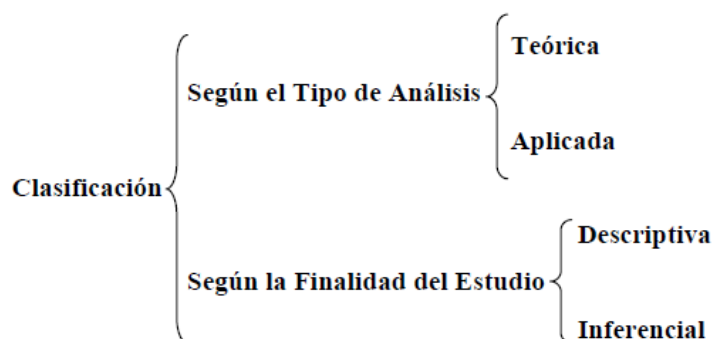 Teórica
Según el Tipo de Análisis
Aplicada
Clasificación
Descriptiva
Según la Finalidad del Estudio
Inferencial